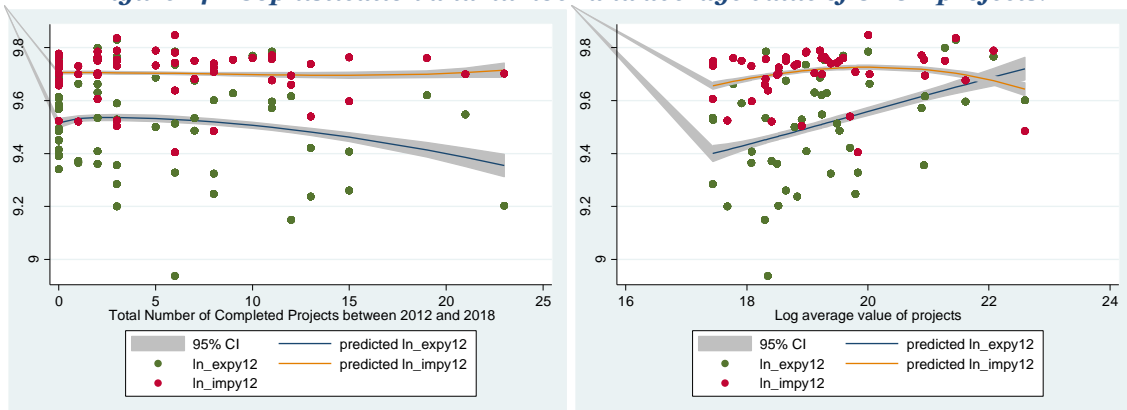 9.8
9.6
9.4
9.2
9
0 5 10 15 20 25
Total Number of Completed Projects between 2012 and 2018
95% CI predicted ln_expy12
ln_expy12 predicted ln_impy12
ln_impy12
9.8
9.6
9.4
9.2
9
16 18 20 22 24
Log average value of projects
95% CI predicted ln_expy12
ln_expy12 predicted ln_impy12
ln_impy12